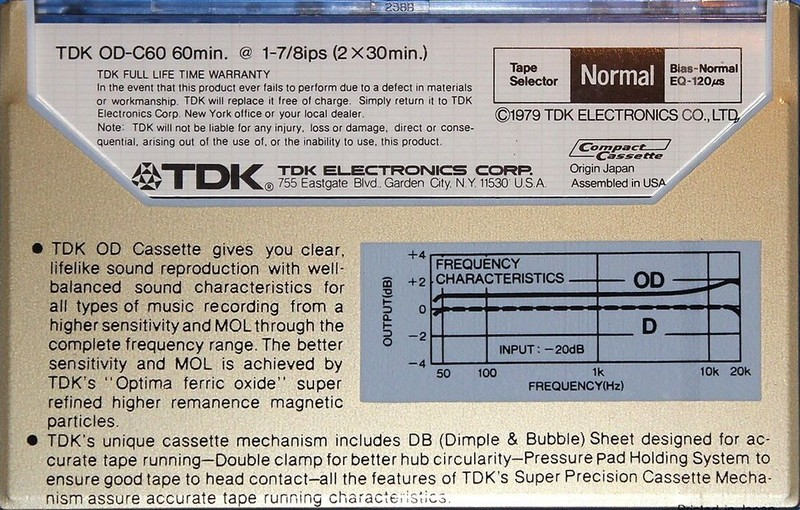 238B
TDK OD-C60 60min. @ 1-7/8ips (2×30min.)
TDK FULL LIFE TIME WARRANTY
In the event that this product ever fails to perform due to a defect in materials
or workmanship. TDK will replace it free of charge. Simply return it to TDK
Electronics Corp. New York office or your local dealer.
Note: TDK will not be liable for any injury, loss or damage, direct or conse-
quential, arising out of the use of, or the inability to use, this product.
Tape
Selector
Normal
Bias-Normal
EQ-120μs
©1979 TDK ELECTRONICS CO., LTD.
Compact
Cassette
TDK® TDK ELECTRONICS CORP.
755 Eastgate Blvd., Garden City, N.Y. 11530 U.S.A.
Origin Japan
Assembled in USA
● TDK OD Cassette gives you clear,
lifelike sound reproduction with well-
balanced sound characteristics for
all types of music recording from a
higher sensitivity and MOL through the
complete frequency range. The better
sensitivity and MOL is achieved by
TDK's "Optima ferric oxide" super
refined higher remanence magnetic
particles.
FREQUENCY
CHARACTERISTICS
OD
D
INPUT : -20dB
OUTPUT(dB)
+4
+2
0
-2
-4
50 100 1k 10k 20k
FREQUENCY(Hz)
● TDK's unique cassette mechanism includes DB (Dimple & Bubble) Sheet designed for ac-
curate tape running—Double clamp for better hub circularity—Pressure Pad Holding System to
ensure good tape to head contact—all the features of TDK's Super Precision Cassette Mecha-
nism assure accurate tape running characteristics.
Printed in Japan